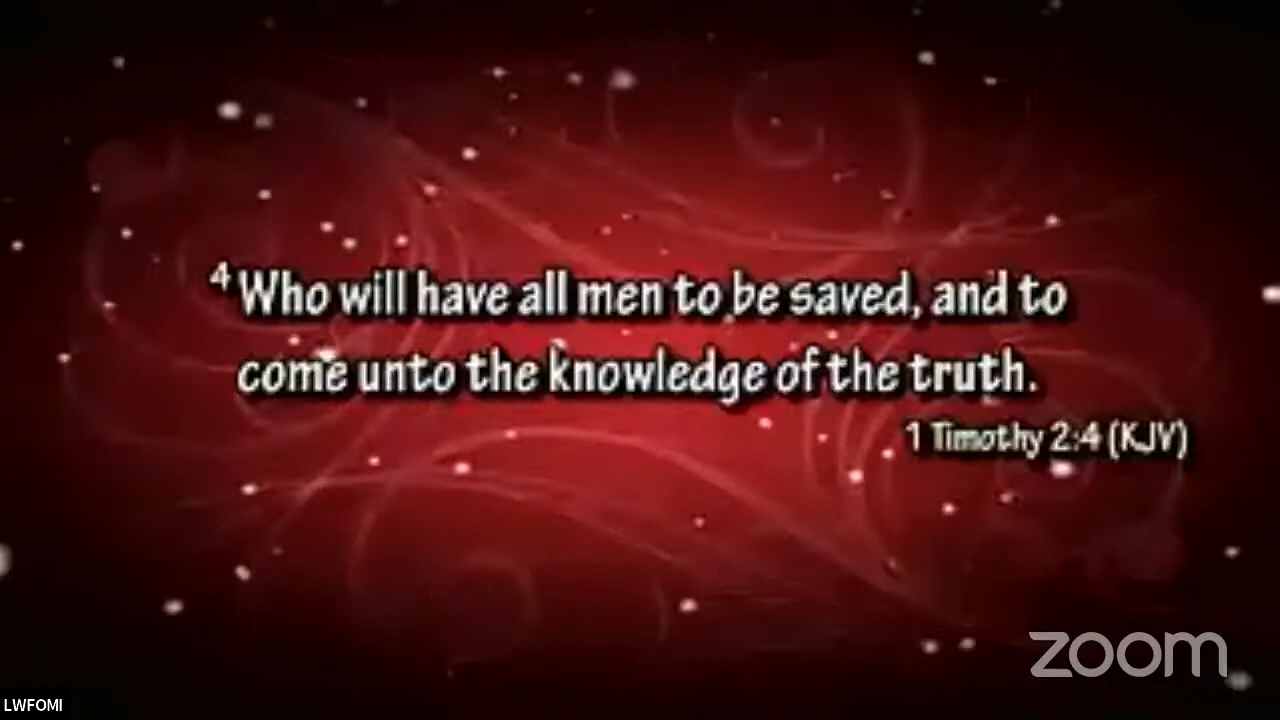 4 Who will have all men to be saved, and to
come unto the knowledge of the truth.
1 Timothy 2:4 (KJV)
zoom
LWFOMI